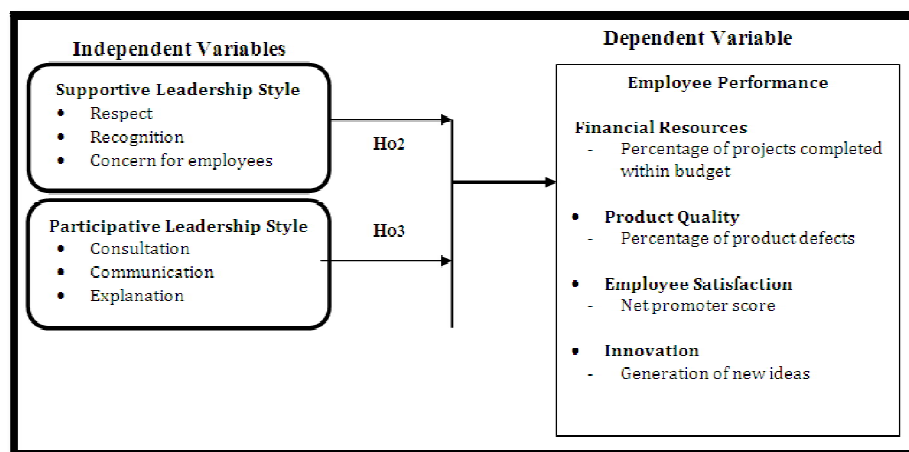 Independent Variables
Supportive Leadership Style
• Respect
• Recognition
• Concern for employees
Ho2
Participative Leadership Style
• Consultation
• Communication
• Explanation
Ho3
Dependent Variable
Employee Performance
Financial Resources
- Percentage of projects completed
within budget
• Product Quality
- Percentage of product defects
• Employee Satisfaction
- Net promoter score
• Innovation
- Generation of new ideas